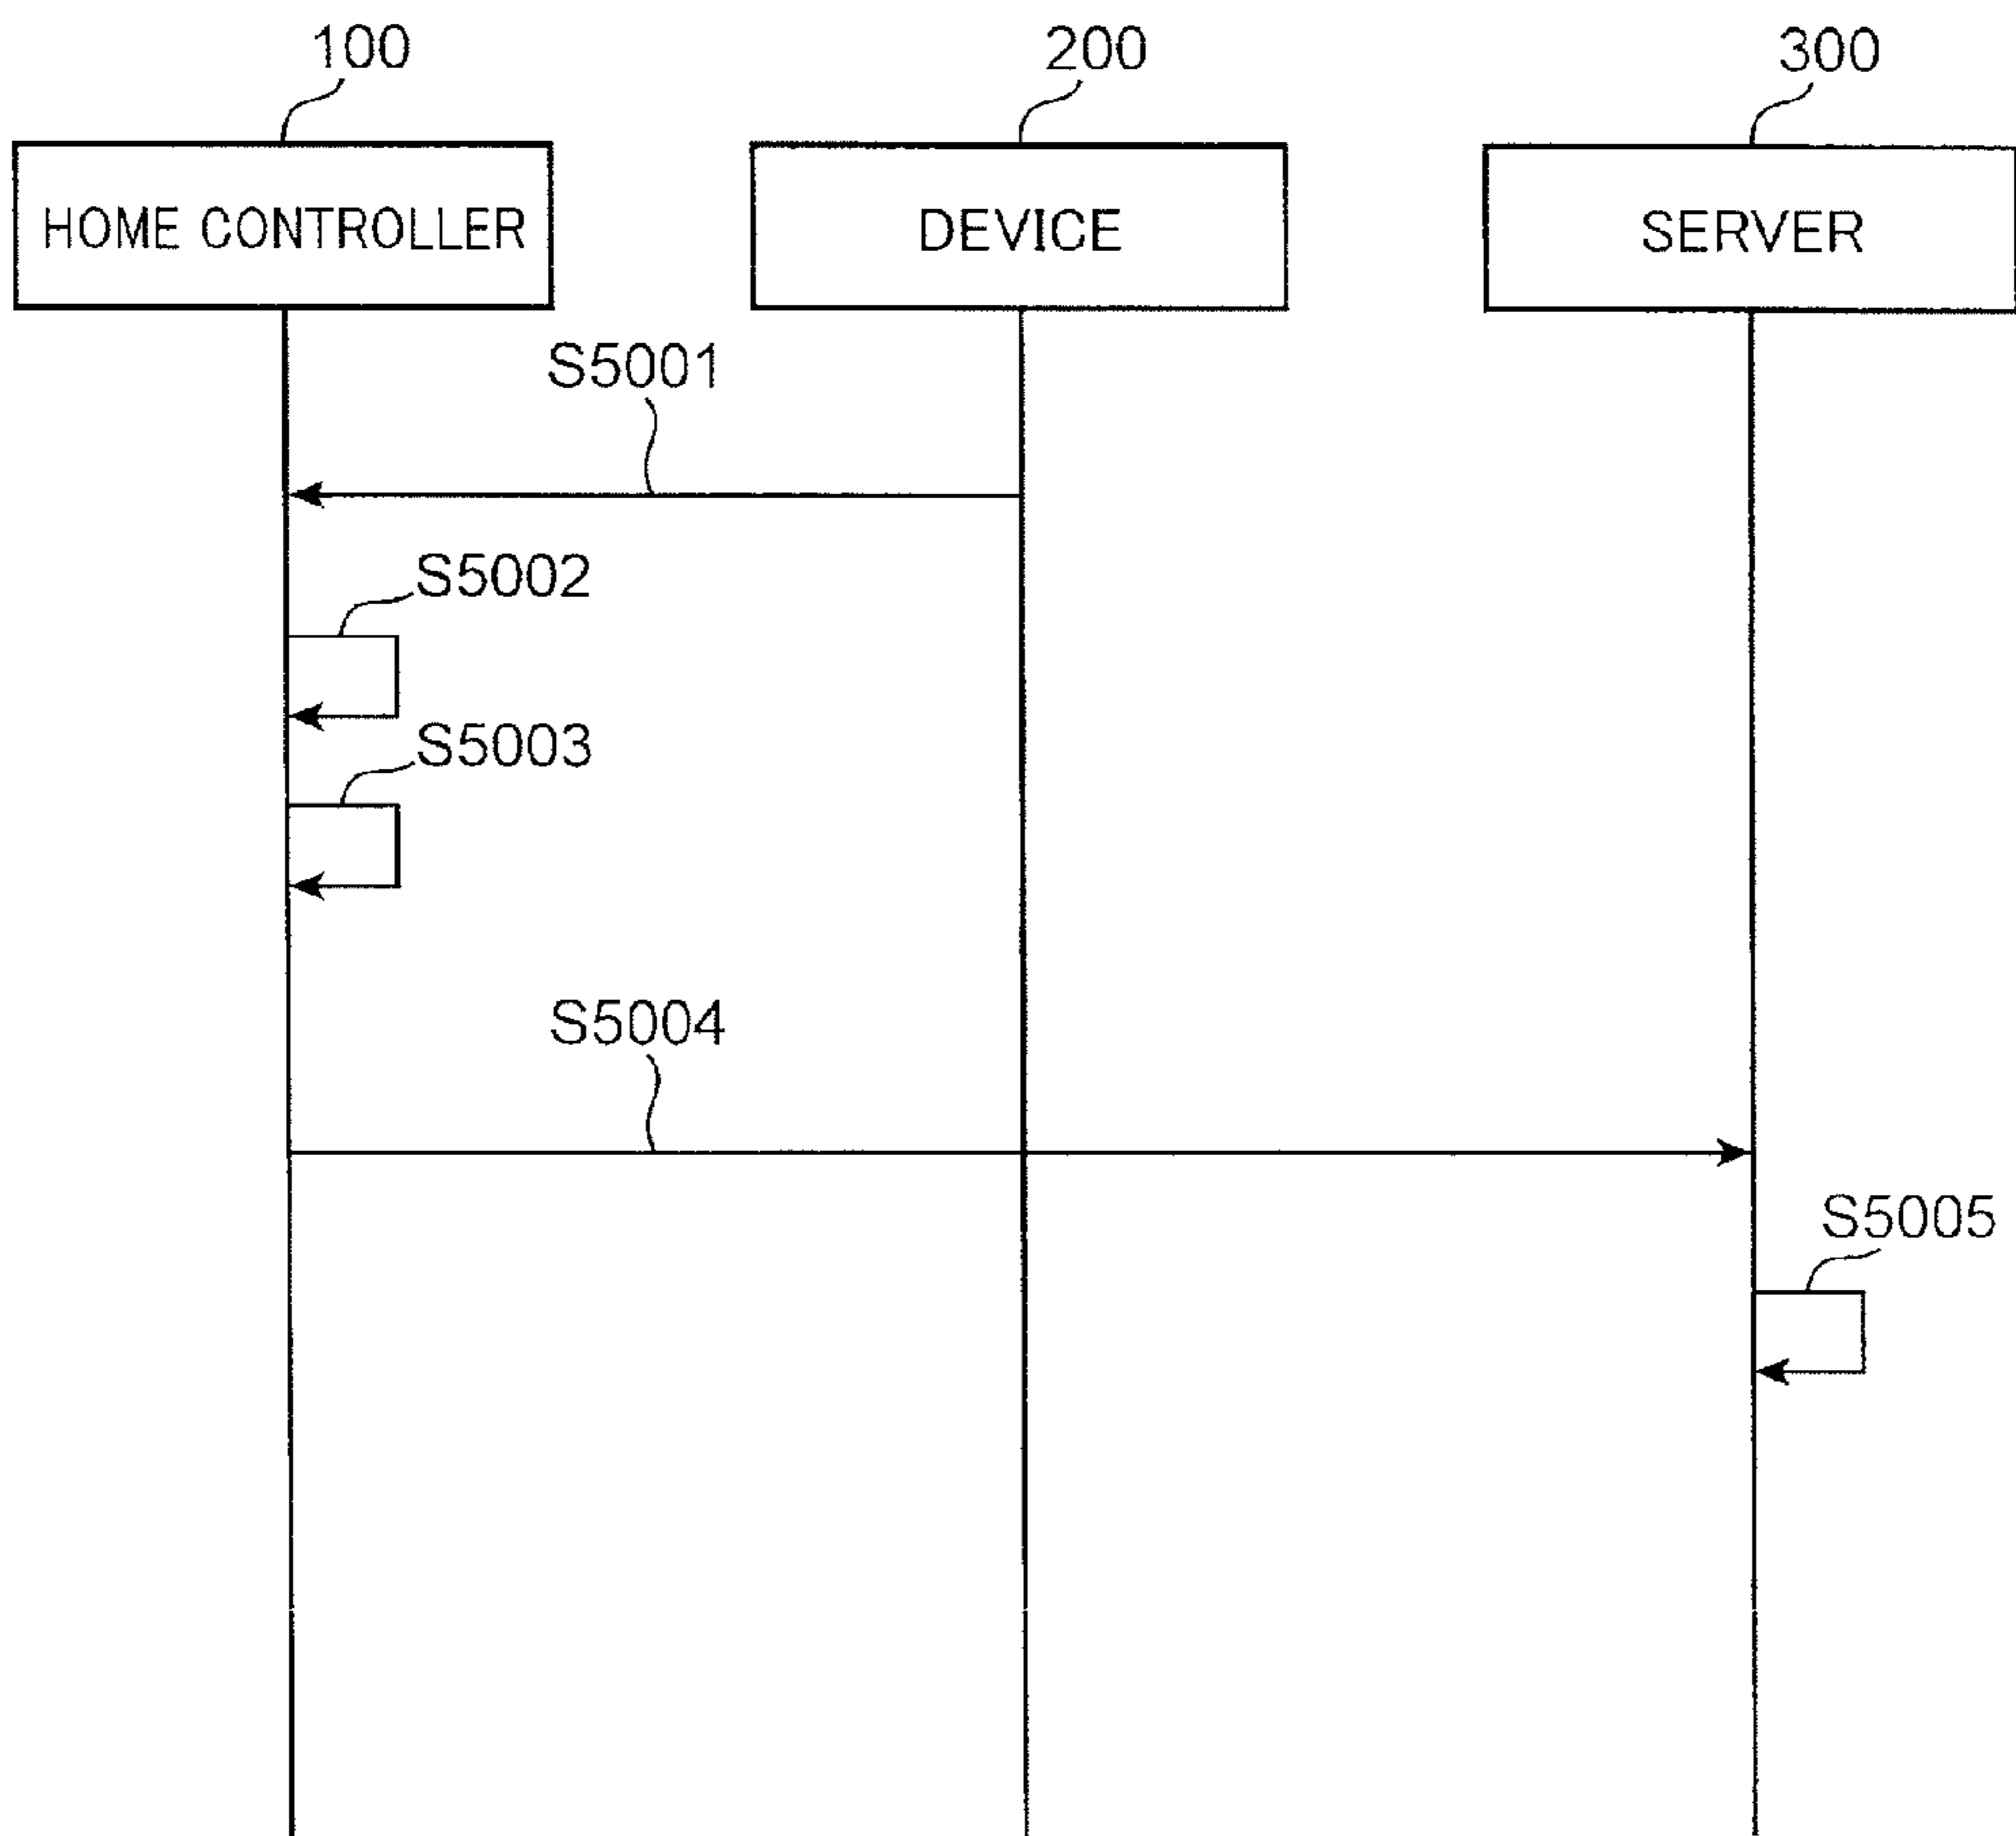 100
200
300
HOME CONTROLLER
DEVICE
SERVER
S5001
S5002
S5003
S5004
S5005